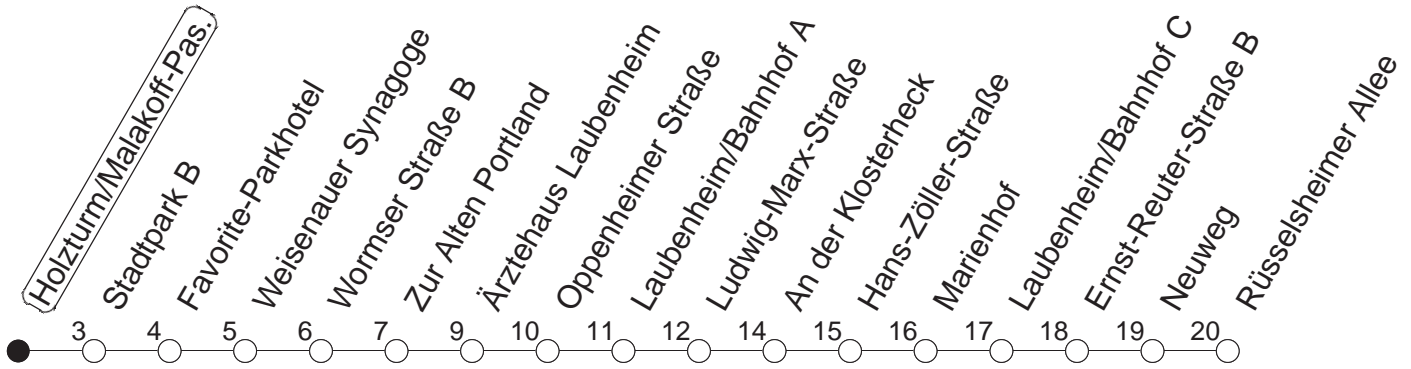 Holzturm/Malakoff-Pas.
Stadtpark B
Favorite-Parkhotel
Weisenauer Synagoge
Wormser Straße B
Zur Alten Portland
Ärztehaus Laubenheim
Oppenheimer Straße
Laubenheim/Bahnhof A
Ludwig-Marx-Straße
An der Klosterheck
Hans-Zöller-Straße
Marienhof
Laubenheim/Bahnhof C
Ernst-Reuter-Straße B
Neuweg
Rüsselsheimer Allee
3 4 5 6 7 9 10 11 12 14 15 16 17 18 19 20